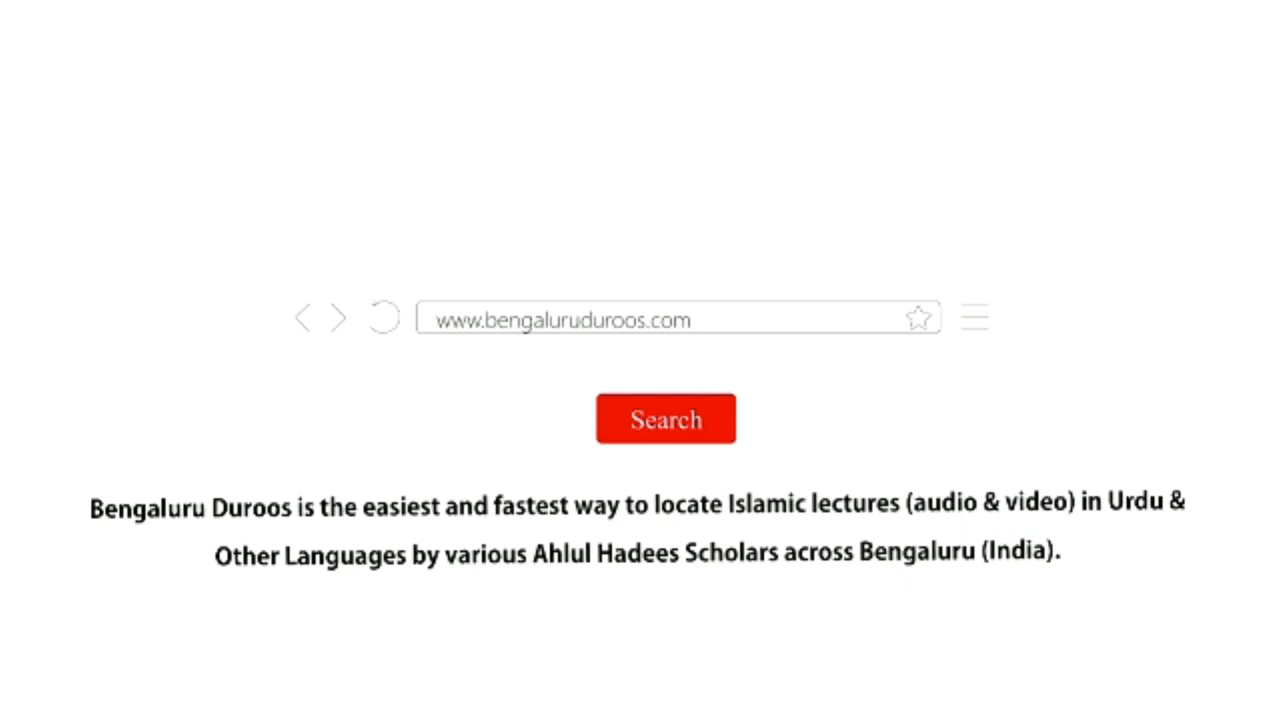 www.bengaluruduroos.com
Search
Bengaluru Duroos is the easiest and fastest way to locate Islamic lectures (audio & video) in Urdu &
Other Languages by various Ahlul Hadees Scholars across Bengaluru (India).